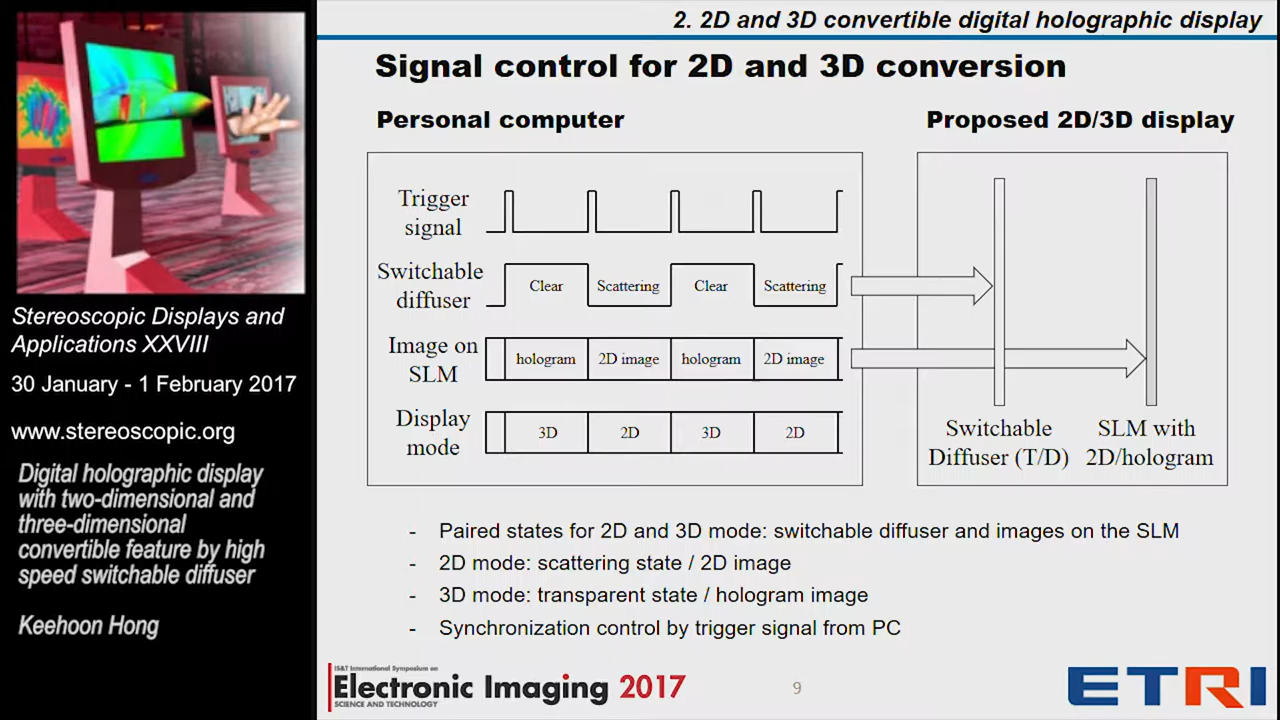 2. 2D and 3D convertible digital holographic display
Signal control for 2D and 3D conversion
Personal computer
Proposed 2D/3D display
Trigger
signal
Switchable
diffuser
Clear
Scattering
Clear
Scattering
Image on
SLM
hologram
2D image
hologram
2D image
Display
mode
3D
2D
3D
2D
Switchable
Diffuser (T/D)
SLM with
2D/hologram
- Paired states for 2D and 3D mode: switchable diffuser and images on the SLM
- 2D mode: scattering state / 2D image
- 3D mode: transparent state / hologram image
- Synchronization control by trigger signal from PC
Stereoscopic Displays and
Applications XXVIII
30 January - 1 February 2017
www.stereoscopic.org
Digital holographic display
with two-dimensional and
three-dimensional
convertible feature by high
speed switchable diffuser
Keehoon Hong
IS&T International Symposium on
Electronic Imaging 2017
SCIENCE AND TECHNOLOGY
9
ETRI